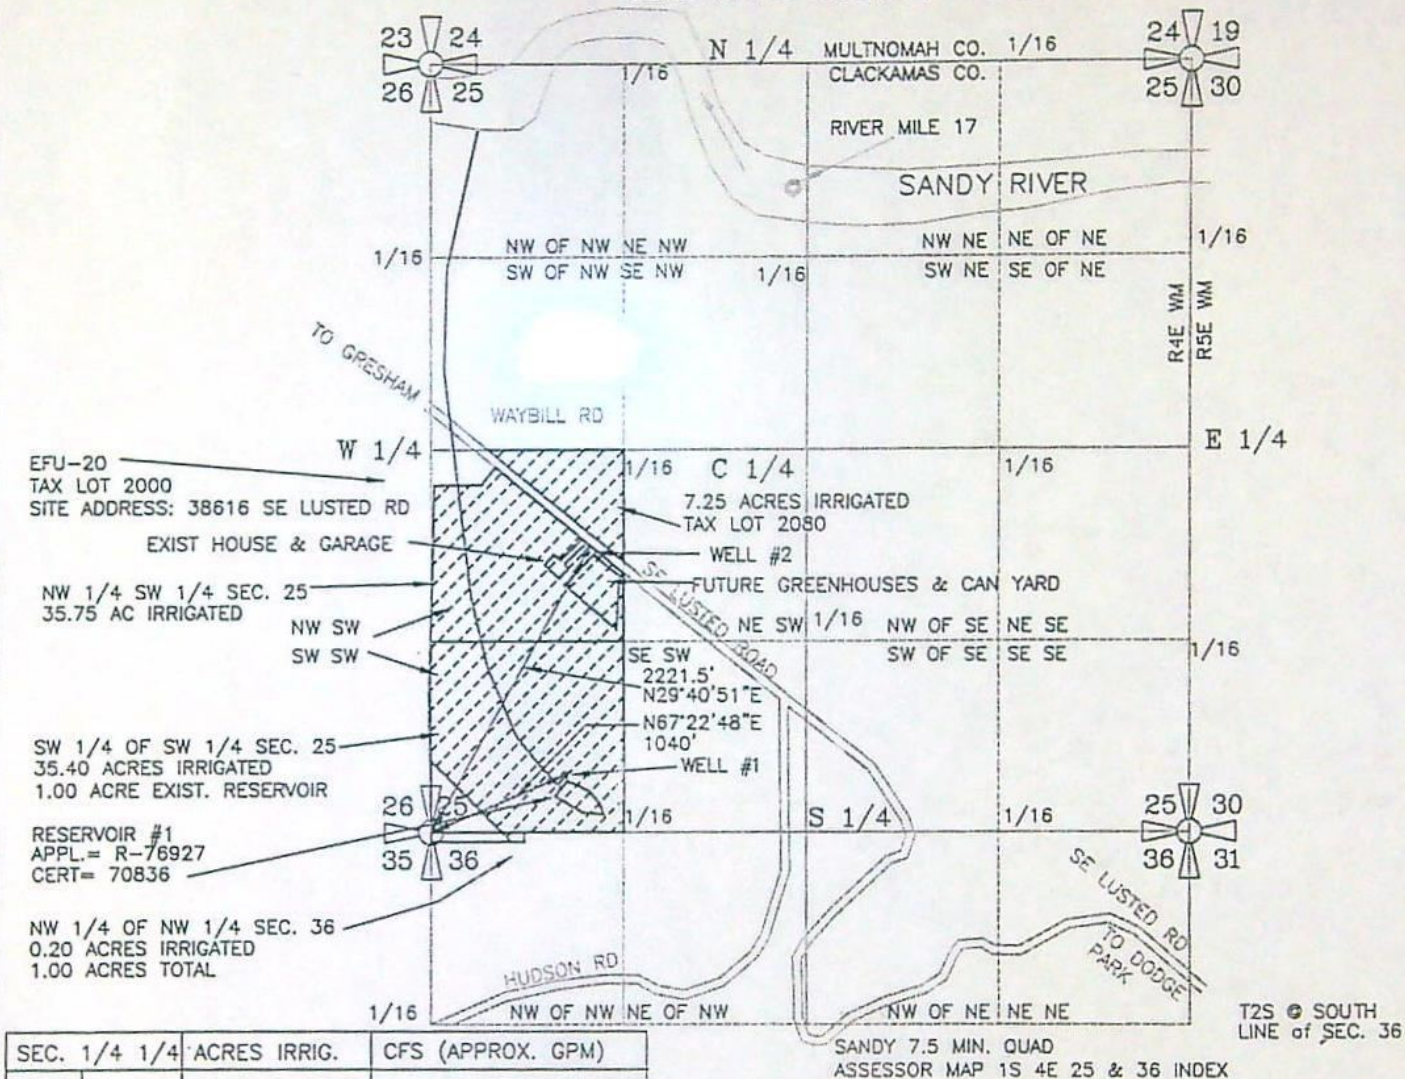 23 24
26 25
N 1/4
MULTNOMAH CO.
CLACKAMAS CO.
1/16
1/16
24 19
25 30
RIVER MILE 17
SANDY RIVER
NW OF NW NE NW
SW OF NW SE NW
NW NE NE OF NE
SW NE SE OF NE
1/16
1/16
1/16
R4E WM
R5E WM
TO GRESHAM
WAYBILL RD
W 1/4
1/16
C 1/4
1/16
E 1/4
EFU-20
TAX LOT 2000
SITE ADDRESS: 38616 SE LUSTED RD
7.25 ACRES IRRIGATED
TAX LOT 2080
EXIST HOUSE & GARAGE
WELL #2
FUTURE GREENHOUSES & CAN YARD
SE LUSTED ROAD
NW 1/4 SW 1/4 SEC. 25
35.75 AC IRRIGATED
NW SW
SW SW
NE SW 1/16
NW OF SE NE SE
SW OF SE SE SE
1/16
SE SW
2221.5'
N29°40'51"E
N67°22'48"E
1040'
WELL #1
SW 1/4 OF SW 1/4 SEC. 25
35.40 ACRES IRRIGATED
1.00 ACRE EXIST. RESERVOIR
26 25
35 36
1/16
S 1/4
1/16
25 30
36 31
RESERVOIR #1
APPL.= R-76927
CERT= 70836
NW 1/4 OF NW 1/4 SEC. 36
0.20 ACRES IRRIGATED
1.00 ACRES TOTAL
SE LUSTED RD
TO DODGE
PARK
HUDSON RD
1/16
NW OF NW NE OF NW
NW OF NE NE NE
T2S @ SOUTH
LINE of SEC. 36
SEC. 1/4 1/4 ACRES IRRIG. CFS (APPROX. GPM)
SANDY 7.5 MIN. QUAD
ASSESSOR MAP 1S 4E 25 & 36 INDEX